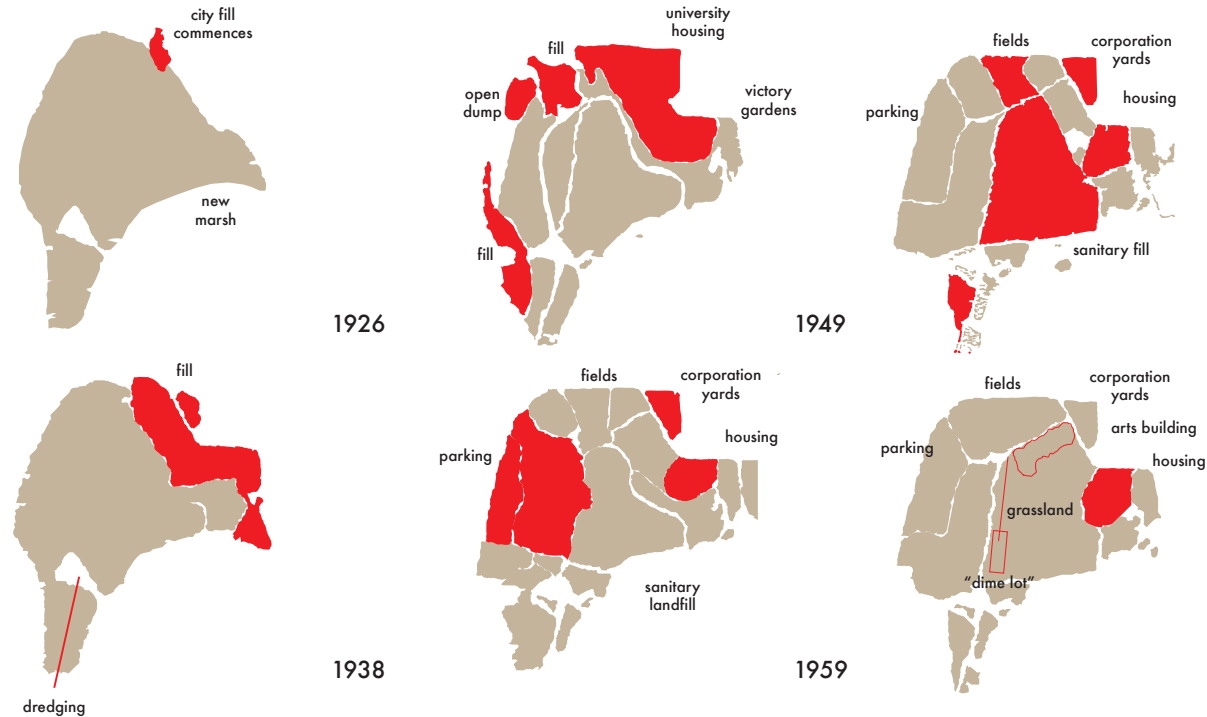 city fill
commences
new
marsh
1926
university
housing
fill
open
dump
victory
gardens
fill
1949
fields
corporation
yards
parking
housing
sanitary fill
fill
dredging
1938
fields
corporation
yards
parking
housing
sanitary
landfill
1959
fields
corporation
yards
arts building
parking
housing
grassland
“dime lot”